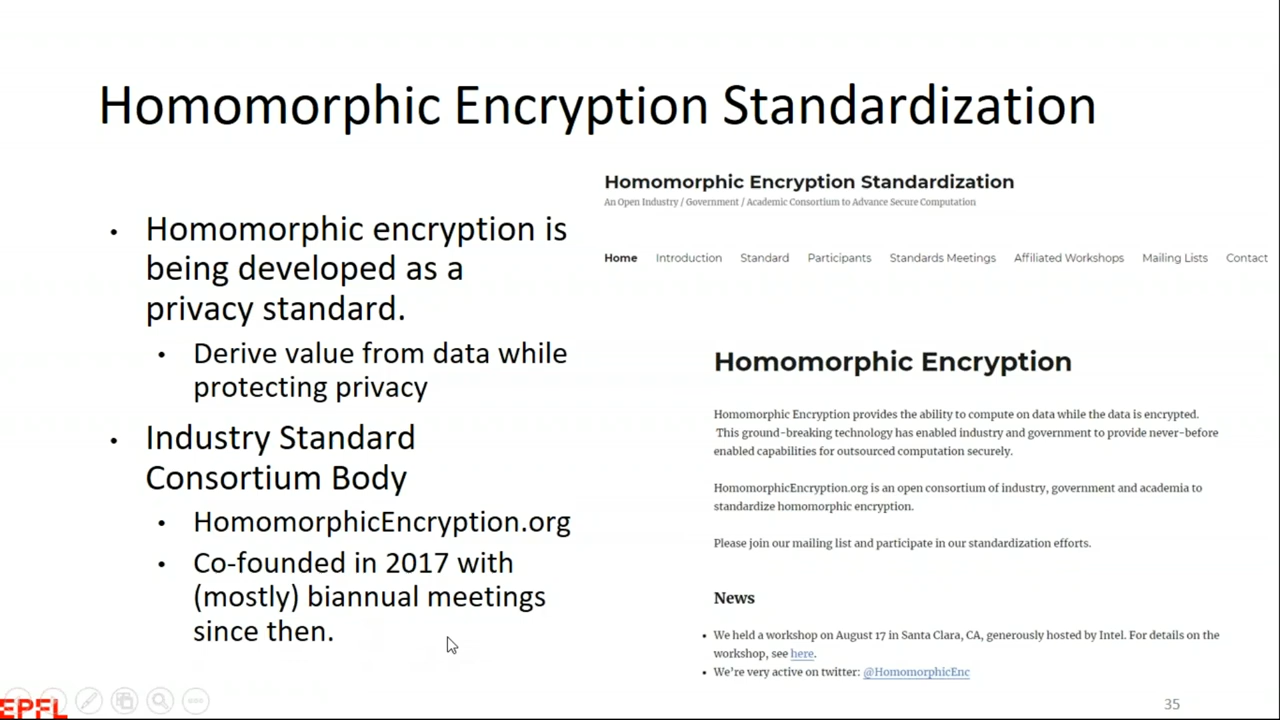 Homomorphic Encryption Standardization
• Homomorphic encryption is
being developed as a
privacy standard.
• Derive value from data while
protecting privacy
• Industry Standard
Consortium Body
• HomomorphicEncryption.org
• Co-founded in 2017 with
(mostly) biannual meetings
since then.
Homomorphic Encryption Standardization
An Open Industry / Government / Academic Consortium to Advance Secure Computation
Home Introduction Standard Participants Standards Meetings Affiliated Workshops Mailing Lists Contact
Homomorphic Encryption
Homomorphic Encryption provides the ability to compute on data while the data is encrypted.
This ground-breaking technology has enabled industry and government to provide never-before
enabled capabilities for outsourced computation securely.
HomomorphicEncryption.org is an open consortium of industry, government and academia to
standardize homomorphic encryption.
Please join our mailing list and participate in our standardization efforts.
News
• We held a workshop on August 17 in Santa Clara, CA, generously hosted by Intel. For details on the
workshop, see here.
• We're very active on twitter: @HomomorphicEnc
EPFL
35